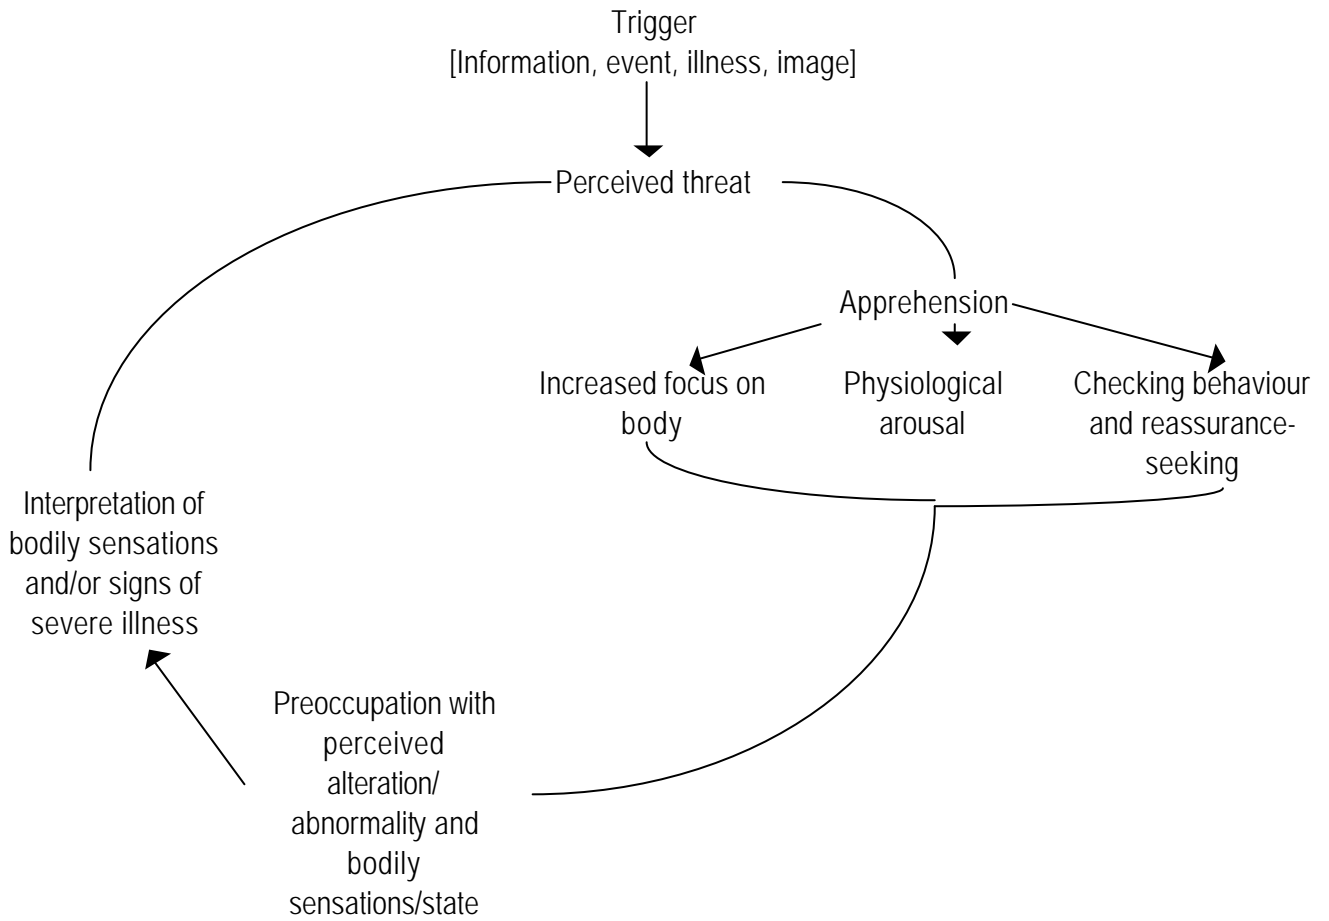 Trigger
[Information, event, illness, image]
Perceived threat
Apprehension
Increased focus on
body
Physiological
arousal
Checking behaviour
and reassurance-
seeking
Interpretation of
bodily sensations
and/or signs of
severe illness
Preoccupation with
perceived
alteration/
abnormality and
bodily
sensations/state